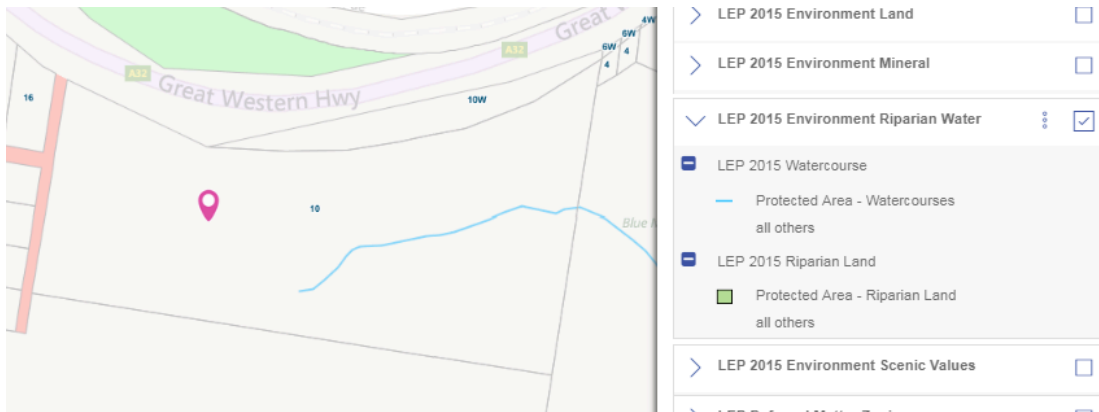 4W
Great W
6W
6W
4
4
A32
A32
Great Western Hwy
16
10W
10
Blue M
LEP 2015 Environment Land
LEP 2015 Environment Mineral
LEP 2015 Environment Riparian Water
LEP 2015 Watercourse
Protected Area - Watercourses
all others
LEP 2015 Riparian Land
Protected Area - Riparian Land
all others
LEP 2015 Environment Scenic Values